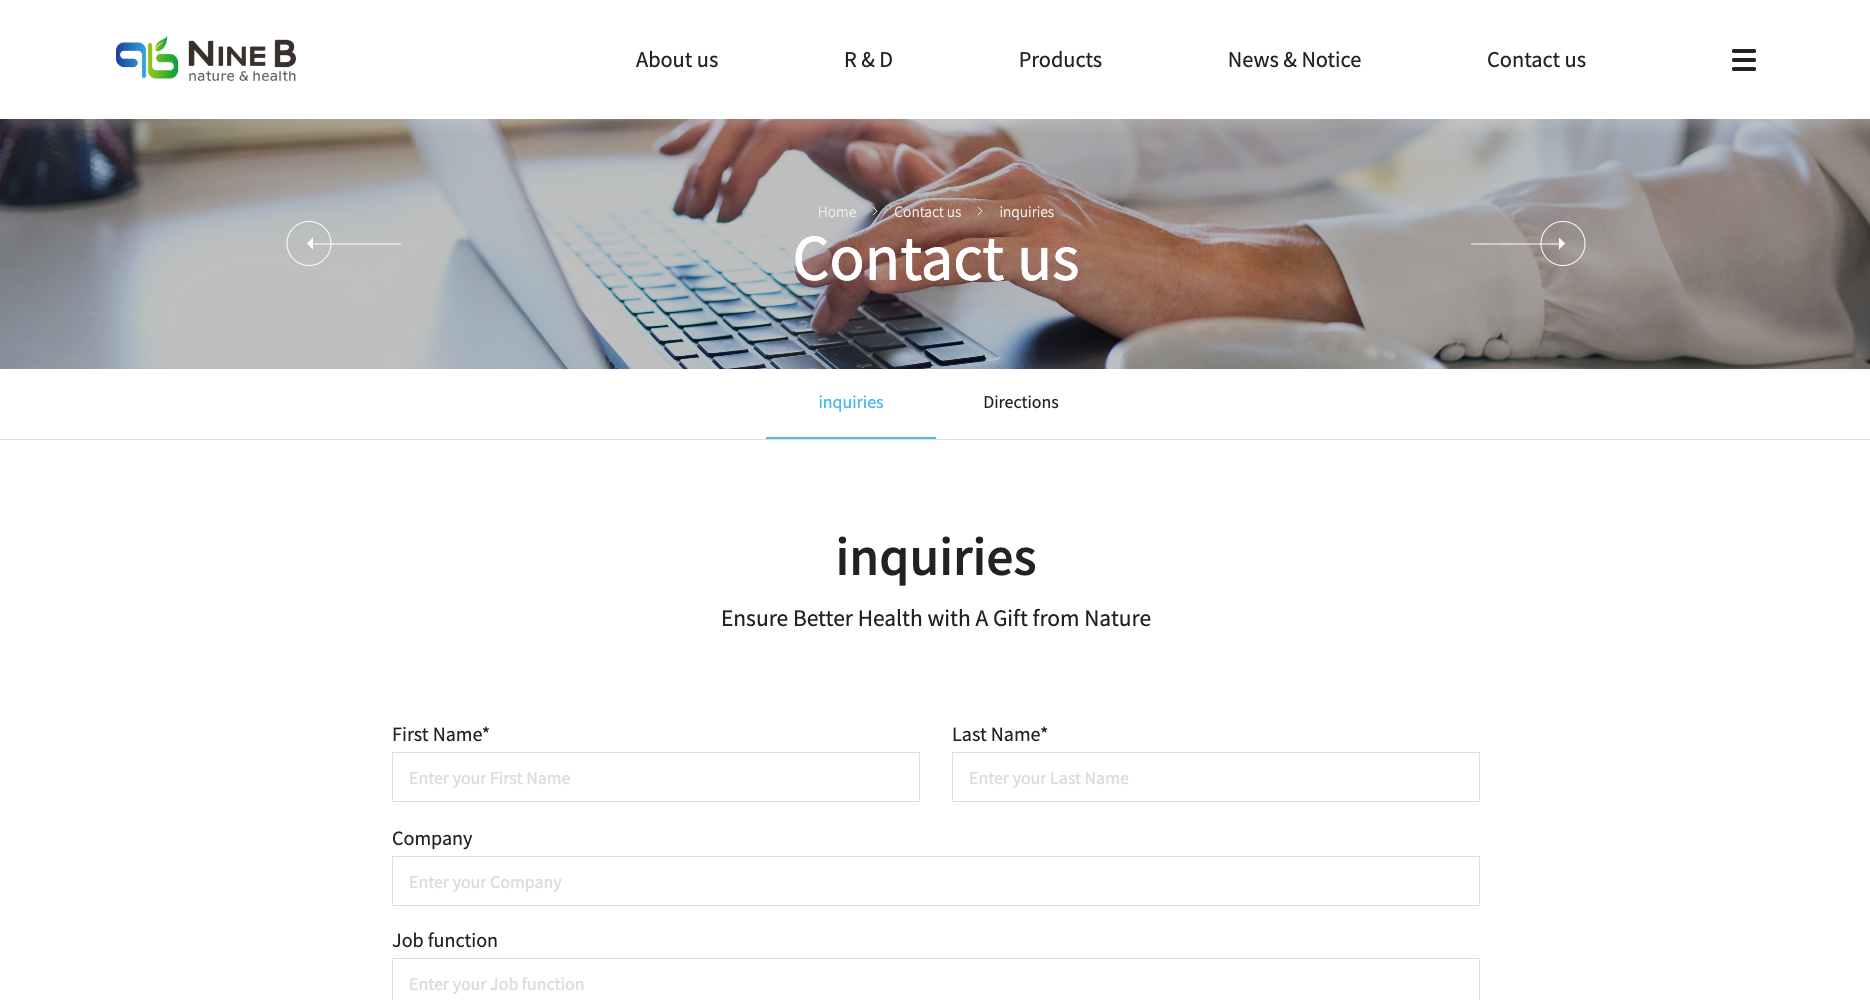 NINE B
nature & health
About us
R & D
Products
News & Notice
Contact us
Home
Contact us
inquiries
Contact us
inquiries
Directions
inquiries
Ensure Better Health with A Gift from Nature
First Name*
Last Name*
Enter your First Name
Enter your Last Name
Company
Enter your Company
Job function
Enter your Job function